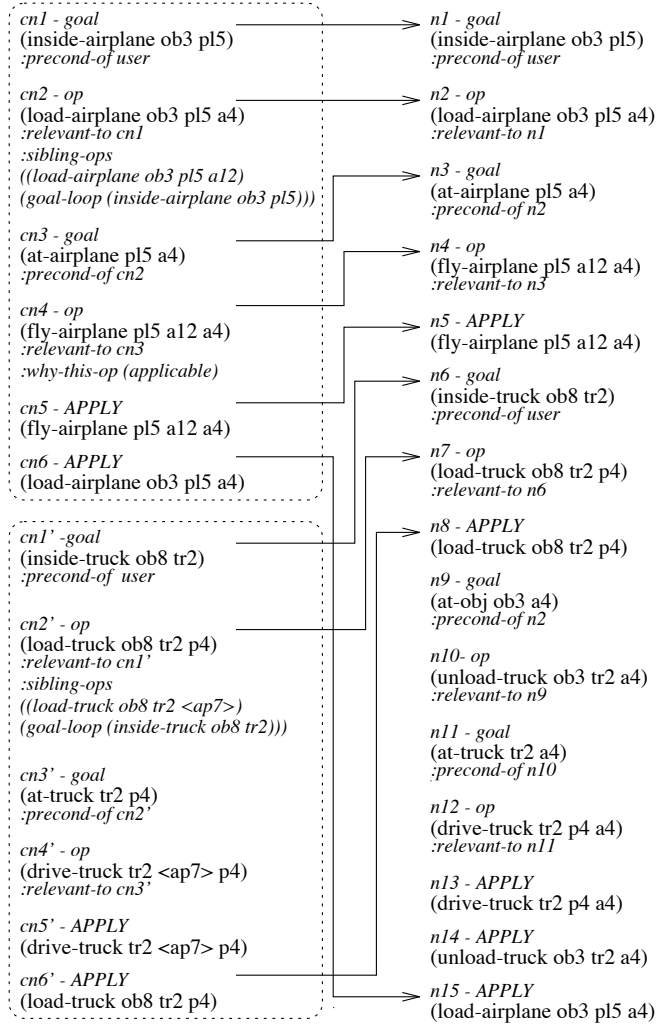 cn1 - goal
(inside-airplane ob3 pl5)
:precond-of user
cn2 - op
(load-airplane ob3 pl5 a4)
:relevant-to cn1
:sibling-ops
((load-airplane ob3 pl5 a12)
(goal-loop (inside-airplane ob3 pl5)))
cn3 - goal
(at-airplane pl5 a4)
:precond-of cn2
cn4 - op
(fly-airplane pl5 a12 a4)
:relevant-to cn3
:why-this-op (applicable)
cn5 - APPLY
(fly-airplane pl5 a12 a4)
cn6 - APPLY
(load-airplane ob3 pl5 a4)
cn1' -goal
(inside-truck ob8 tr2)
:precond-of user
cn2' - op
(load-truck ob8 tr2 p4)
:relevant-to cn1'
:sibling-ops
((load-truck ob8 tr2 <ap7>)
(goal-loop (inside-truck ob8 tr2)))
cn3' - goal
(at-truck tr2 p4)
:precond-of cn2'
cn4' - op
(drive-truck tr2 <ap7> p4)
:relevant-to cn3'
cn5' - APPLY
(drive-truck tr2 <ap7> p4)
cn6' - APPLY
(load-truck ob8 tr2 p4)
n1 - goal
(inside-airplane ob3 pl5)
:precond-of user
n2 - op
(load-airplane ob3 pl5 a4)
:relevant-to n1
n3 - goal
(at-airplane pl5 a4)
:precond-of n2
n4 - op
(fly-airplane pl5 a12 a4)
:relevant-to n3
n5 - APPLY
(fly-airplane pl5 a12 a4)
n6 - goal
(inside-truck ob8 tr2)
:precond-of user
n7 - op
(load-truck ob8 tr2 p4)
:relevant-to n6
n8 - APPLY
(load-truck ob8 tr2 p4)
n9 - goal
(at-obj ob3 a4)
:precond-of n2
n10- op
(unload-truck ob3 tr2 a4)
:relevant-to n9
n11 - goal
(at-truck tr2 a4)
:precond-of n10
n12 - op
(drive-truck tr2 p4 a4)
:relevant-to n11
n13 - APPLY
(drive-truck tr2 p4 a4)
n14 - APPLY
(unload-truck ob3 tr2 a4)
n15 - APPLY
(load-airplane ob3 pl5 a4)